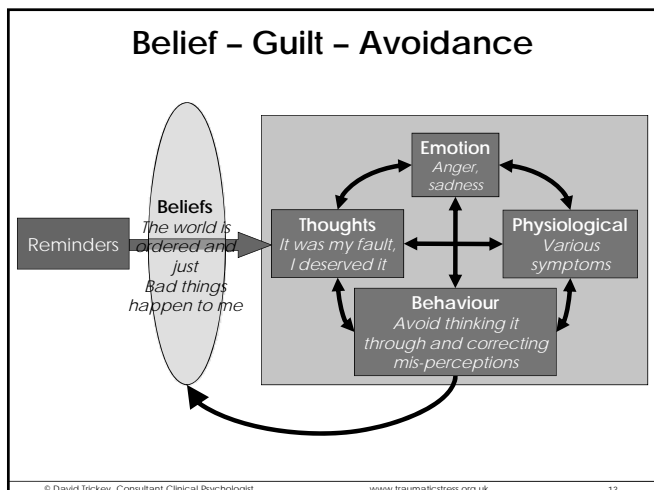 Belief – Guilt – Avoidance
Reminders
Beliefs
The world is
ordered and
just
Bad things
happen to me
Thoughts
It was my fault,
I deserved it
Emotion
Anger,
sadness
Physiological
Various
symptoms
Behaviour
Avoid thinking it
through and correcting
mis-perceptions
© David Trickey, Consultant Clinical Psychologist
www.traumaticstress.org.uk